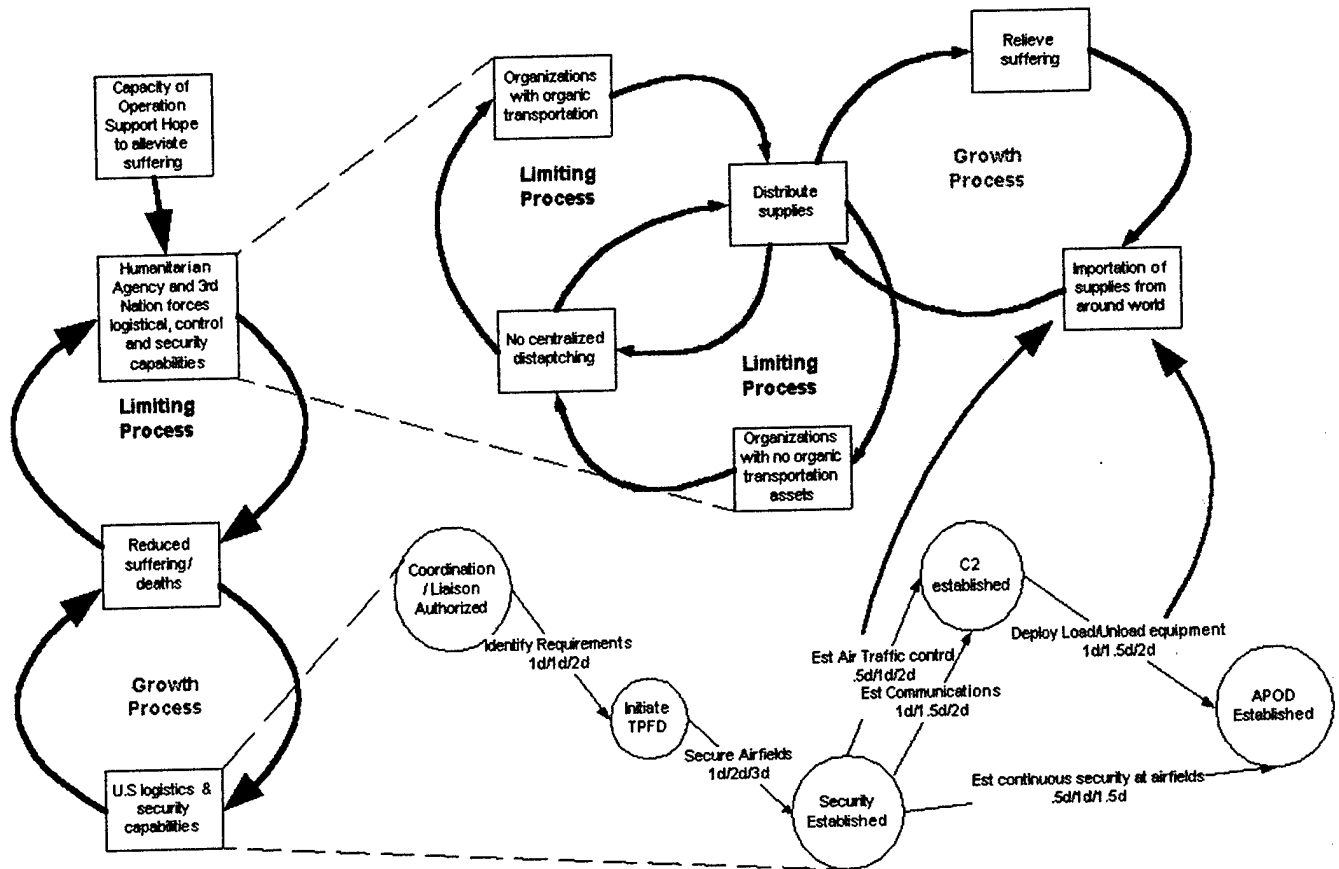 Capacity of
Operation
Support Hope
to alleviate
suffering
Humanitarian
Agency and 3rd
Nation forces
logistical, control
and security
capabilities
Limiting
Process
Reduced
suffering/
deaths
Growth
Process
U.S logistics &
security
capabilities
Organizations
with organic
transportation
Limiting
Process
Distribute
supplies
No centralized
distaptching
Limiting
Process
Organizations
with no organic
transportation
assets
Relieve
suffering
Growth
Process
Importation of
supplies from
around world
Coordination
/ Liaison
Authorized
Identify Requirements
1d/1d/2d
Initiate
TPFD
Secure Airfields
1d/2d/3d
Security
Established
Est Air Traffic control
.5d/1d/2d
Est Communications
1d/1.5d/2d
C2
established
Deploy Load/Unload equipment
1d/1.5d/2d
Est continuous security at airfields
.5d/1d/1.5d
APOD
Established